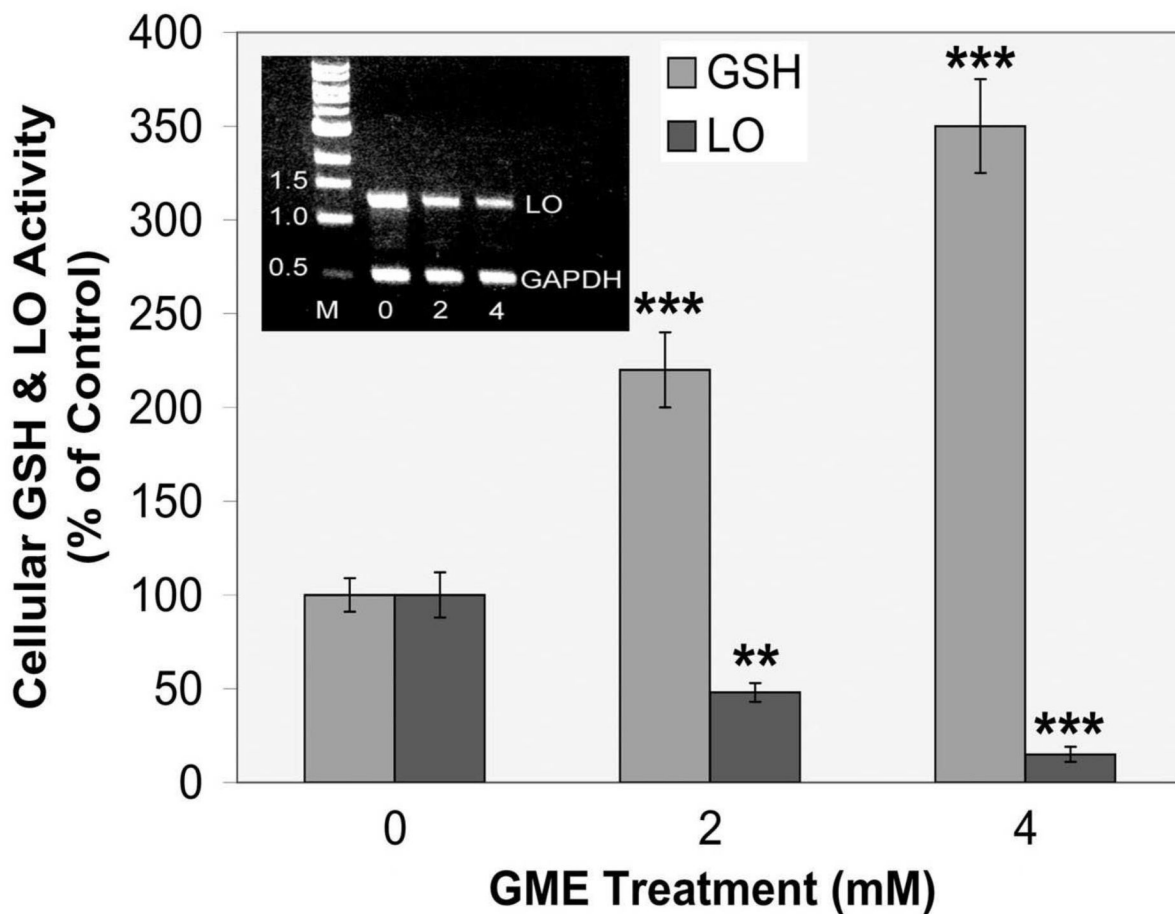 Cellular GSH & LO Activity
(% of Control)
400
350
300
250
200
150
100
50
0
1.5
1.0
0.5
LO
GAPDH
M 0 2 4
GSH
LO
***
**
***
***
0 2 4
GME Treatment (mM)